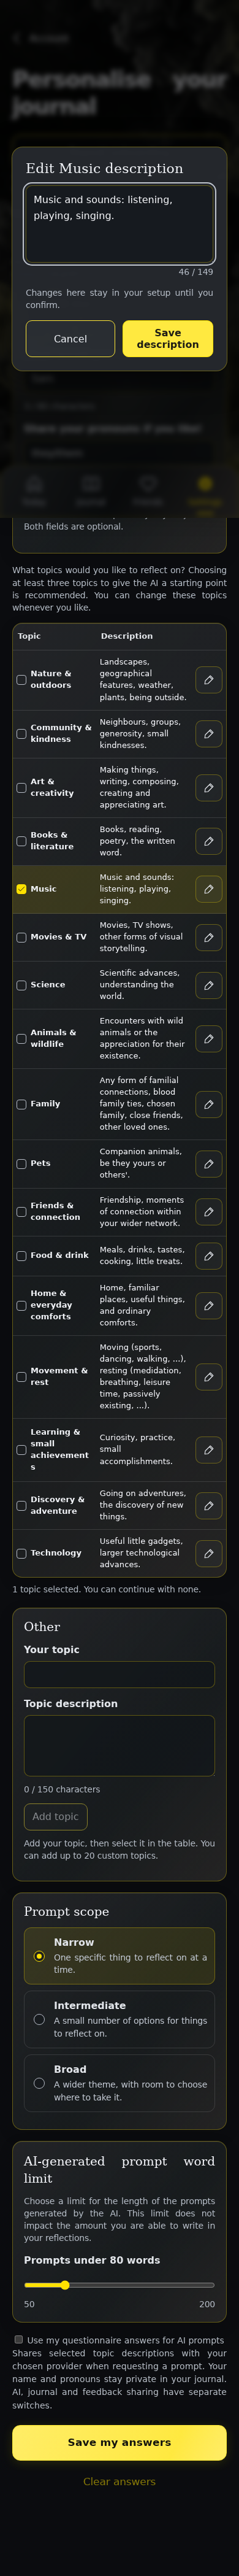 Personalise your
journal
Edit Music description
Music and sounds: listening,
playing, singing.
46 / 149
Changes here stay in your setup until you
confirm.
Cancel
Save
description
Share your pronouns if you like!
Both fields are optional.
What topics would you like to reflect on? Choosing
at least three topics to give the AI a starting point
is recommended. You can change these topics
whenever you like.
Topic
Description
Nature &
outdoors
Landscapes,
geographical
features, weather,
plants, being outside.
Community &
kindness
Neighbours, groups,
generosity, small
kindnesses.
Art &
creativity
Making things,
writing, composing,
creating and
appreciating art.
Books &
literature
Books, reading,
poetry, the written
word.
Music
Music and sounds:
listening, playing,
singing.
Movies & TV
Movies, TV shows,
other forms of visual
storytelling.
Science
Scientific advances,
understanding the
world.
Animals &
wildlife
Encounters with wild
animals or the
appreciation for their
existence.
Family
Any form of familial
connections, blood
family ties, chosen
family, close friends,
other loved ones.
Pets
Companion animals,
be they yours or
others'.
Friends &
connection
Friendship, moments
of connection within
your wider network.
Food & drink
Meals, drinks, tastes,
cooking, little treats.
Home &
everyday
comforts
Home, familiar
places, useful things,
and ordinary
comforts.
Movement &
rest
Moving (sports,
dancing, walking, ...),
resting (medidation,
breathing, leisure
time, passively
existing, ...).
Learning &
small
achievement
s
Curiosity, practice,
small
accomplishments.
Discovery &
adventure
Going on adventures,
the discovery of new
things.
Technology
Useful little gadgets,
larger technological
advances.
1 topic selected. You can continue with none.
Other
Your topic
Topic description
0 / 150 characters
Add topic
Add your topic, then select it in the table. You
can add up to 20 custom topics.
Prompt scope
Narrow
One specific thing to reflect on at a
time.
Intermediate
A small number of options for things
to reflect on.
Broad
A wider theme, with room to choose
where to take it.
AI-generated prompt word
limit
Choose a limit for the length of the prompts
generated by the AI. This limit does not
impact the amount you are able to write in
your reflections.
Prompts under 80 words
50
200
Use my questionnaire answers for AI prompts
Shares selected topic descriptions with your
chosen provider when requesting a prompt. Your
name and pronouns stay private in your journal.
AI, journal and feedback sharing have separate
switches.
Save my answers
Clear answers